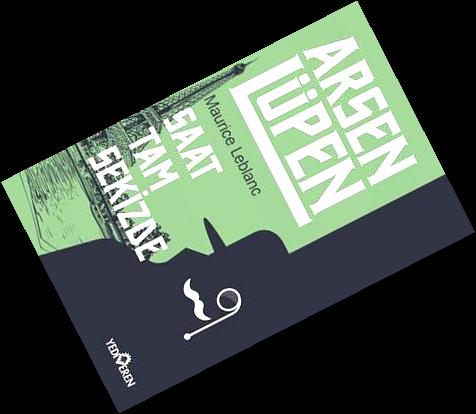 ARSEN
LÜPEN
Maurice Leblanc
SAAT
TAM
SEKİZDE
YEDİVEREN